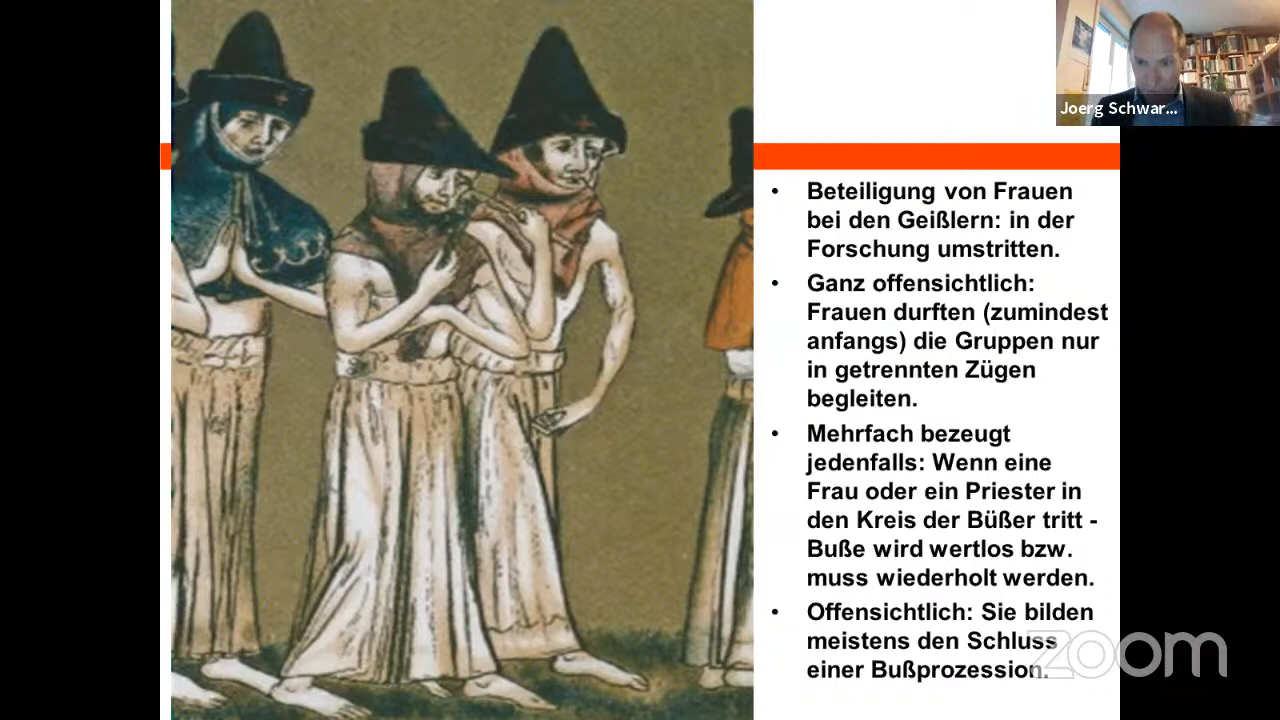 Joerg Schwar...
• Beteiligung von Frauen
bei den Geißlern: in der
Forschung umstritten.
• Ganz offensichtlich:
Frauen durften (zumindest
anfangs) die Gruppen nur
in getrennten Zügen
begleiten.
• Mehrfach bezeugt
jedenfalls: Wenn eine
Frau oder ein Priester in
den Kreis der Büßer tritt -
Buße wird wertlos bzw.
muss wiederholt werden.
• Offensichtlich: Sie bilden
meistens den Schluss
einer Bußprozession.
zoom